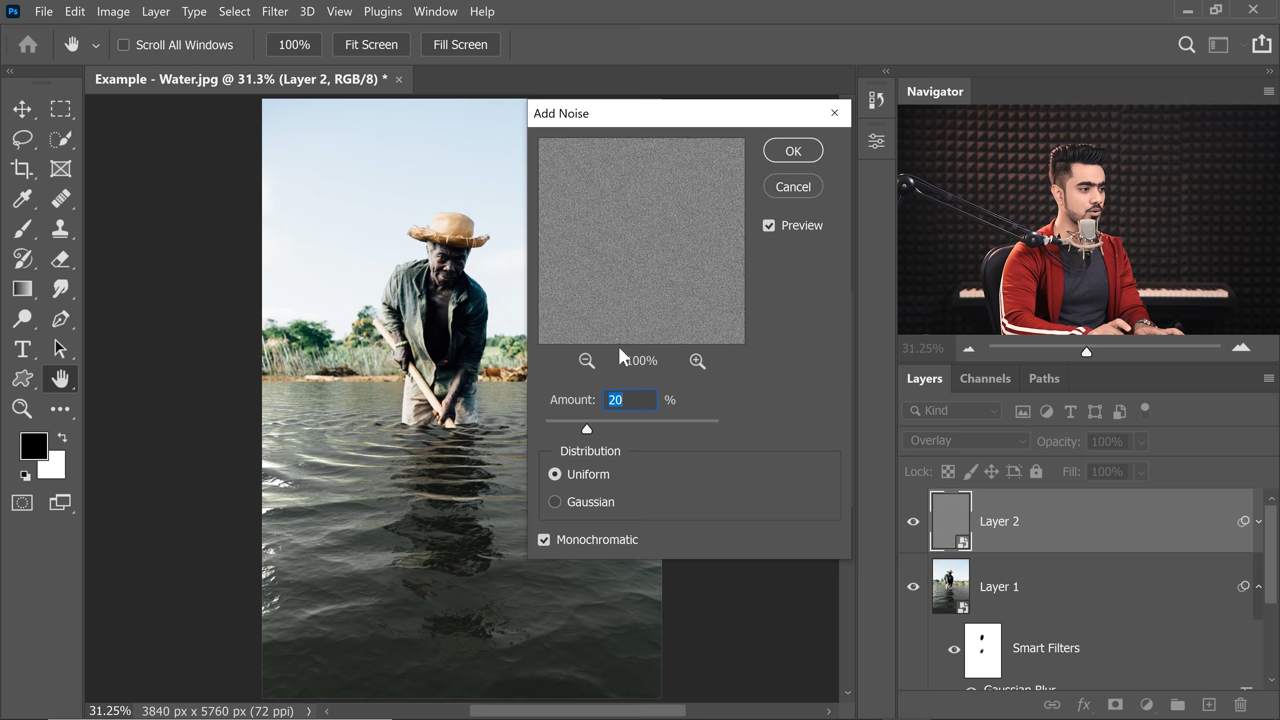 Ps File Edit Image Layer Type Select Filter 3D View Plugins Window Help
Scroll All Windows 100% Fit Screen Fill Screen
Example - Water.jpg @ 31.3% (Layer 2, RGB/8) * ×
Navigator
Add Noise
OK
Cancel
Preview
100%
Amount: 20 %
Distribution
Uniform
Gaussian
Monochromatic
31.25%
Layers Channels Paths
Kind
Overlay Opacity: 100%
Lock: Fill: 100%
Layer 2
Layer 1
Smart Filters
Gaussian Blur
31.25% 3840 px x 5760 px (72 ppi)